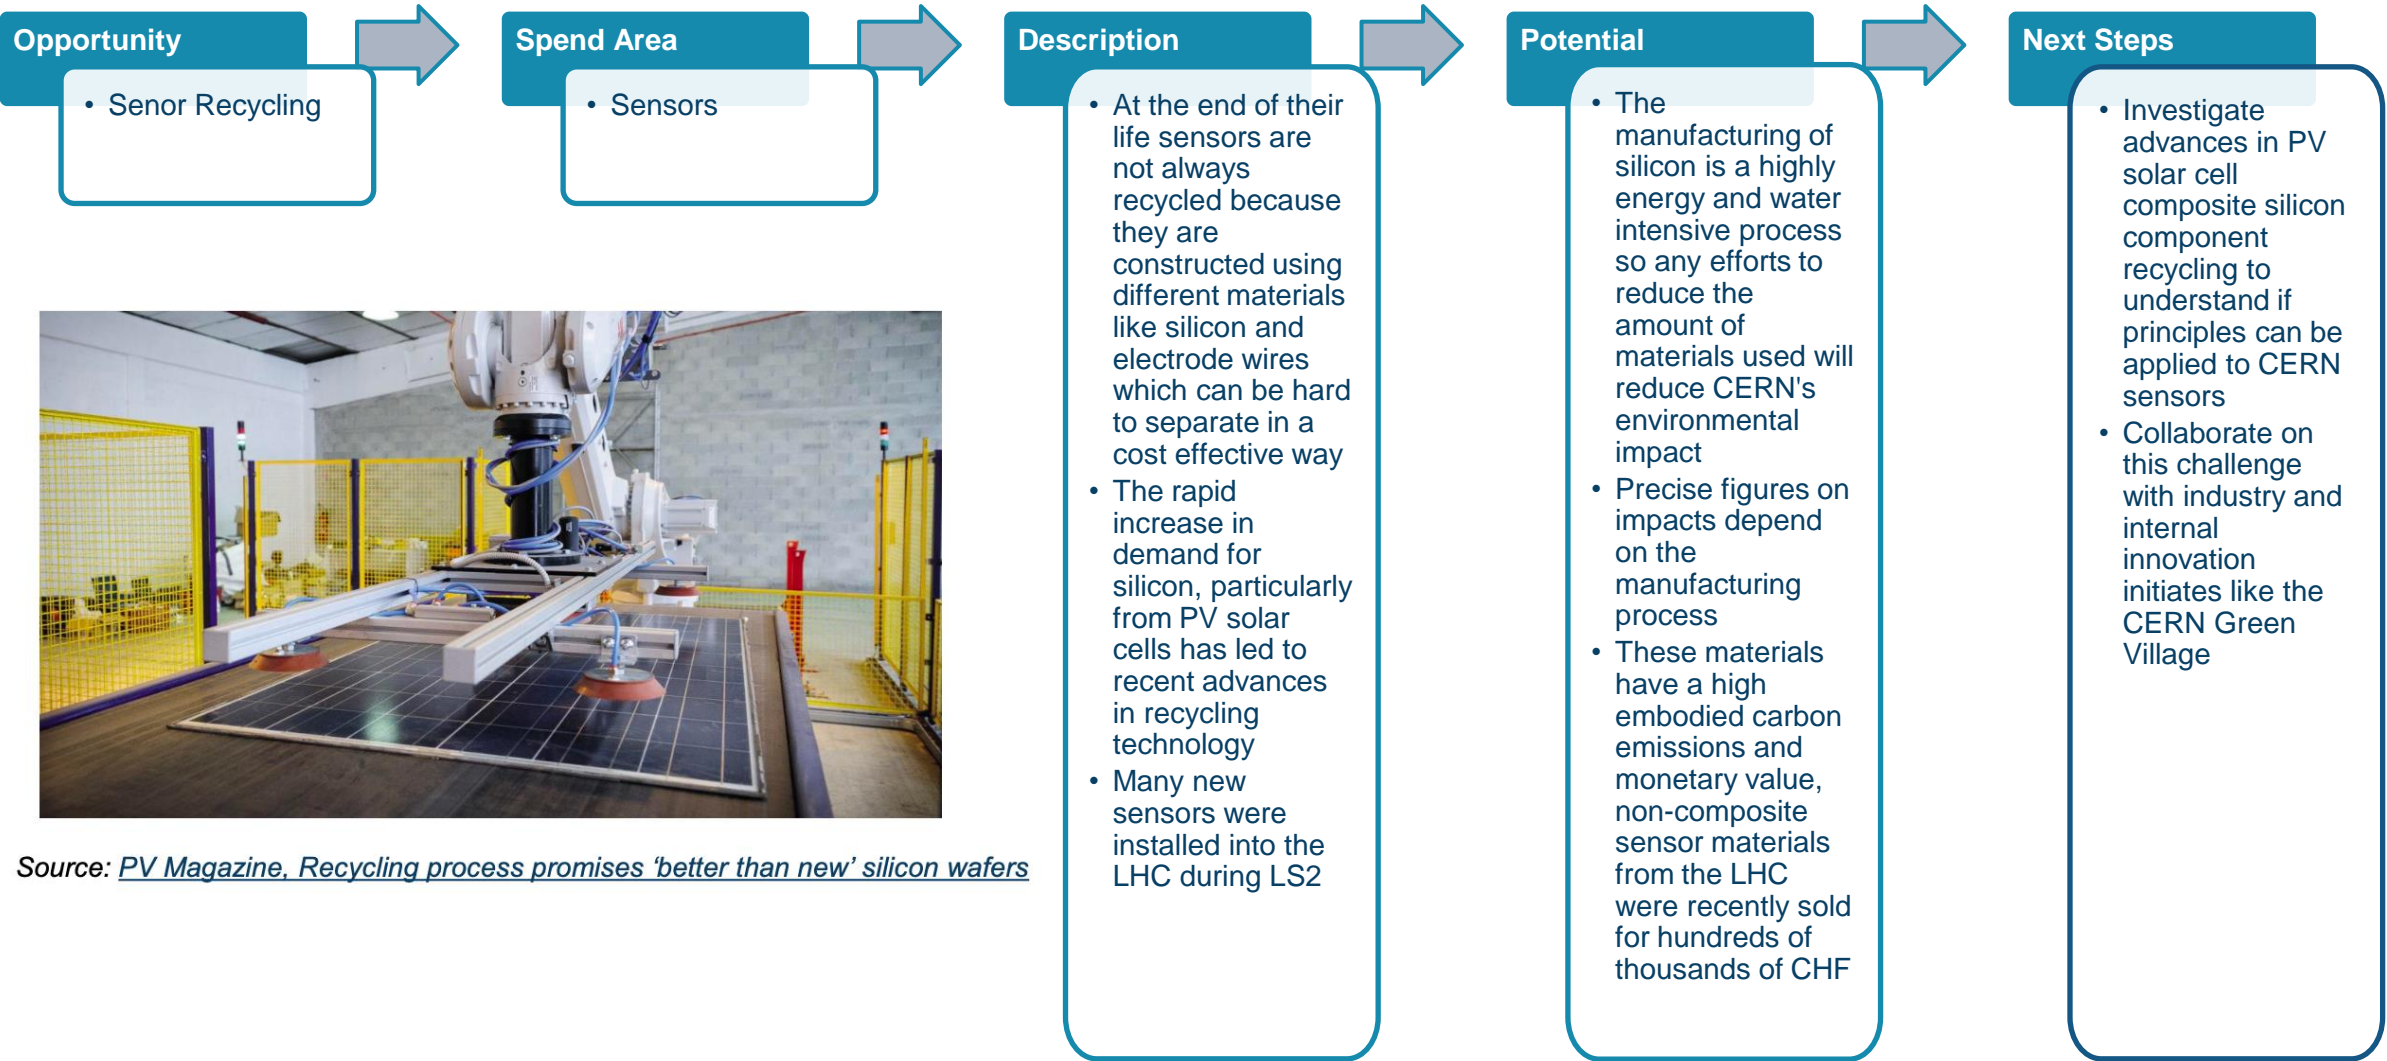 Opportunity
• Senor Recycling
Spend Area
• Sensors
Description
• At the end of their
life sensors are
not always
recycled because
they are
constructed using
different materials
like silicon and
electrode wires
which can be hard
to separate in a
cost effective way
• The rapid
increase in
demand for
silicon, particularly
from PV solar
cells has led to
recent advances
in recycling
technology
• Many new
sensors were
installed into the
LHC during LS2
Potential
• The
manufacturing of
silicon is a highly
energy and water
intensive process
so any efforts to
reduce the
amount of
materials used will
reduce CERN's
environmental
impact
• Precise figures on
impacts depend
on the
manufacturing
process
• These materials
have a high
embodied carbon
emissions and
monetary value,
non-composite
sensor materials
from the LHC
were recently sold
for hundreds of
thousands of CHF
Next Steps
• Investigate
advances in PV
solar cell
composite silicon
component
recycling to
understand if
principles can be
applied to CERN
sensors
• Collaborate on
this challenge
with industry and
internal
innovation
initiates like the
CERN Green
Village
Source: PV Magazine, Recycling process promises ‘better than new’ silicon wafers